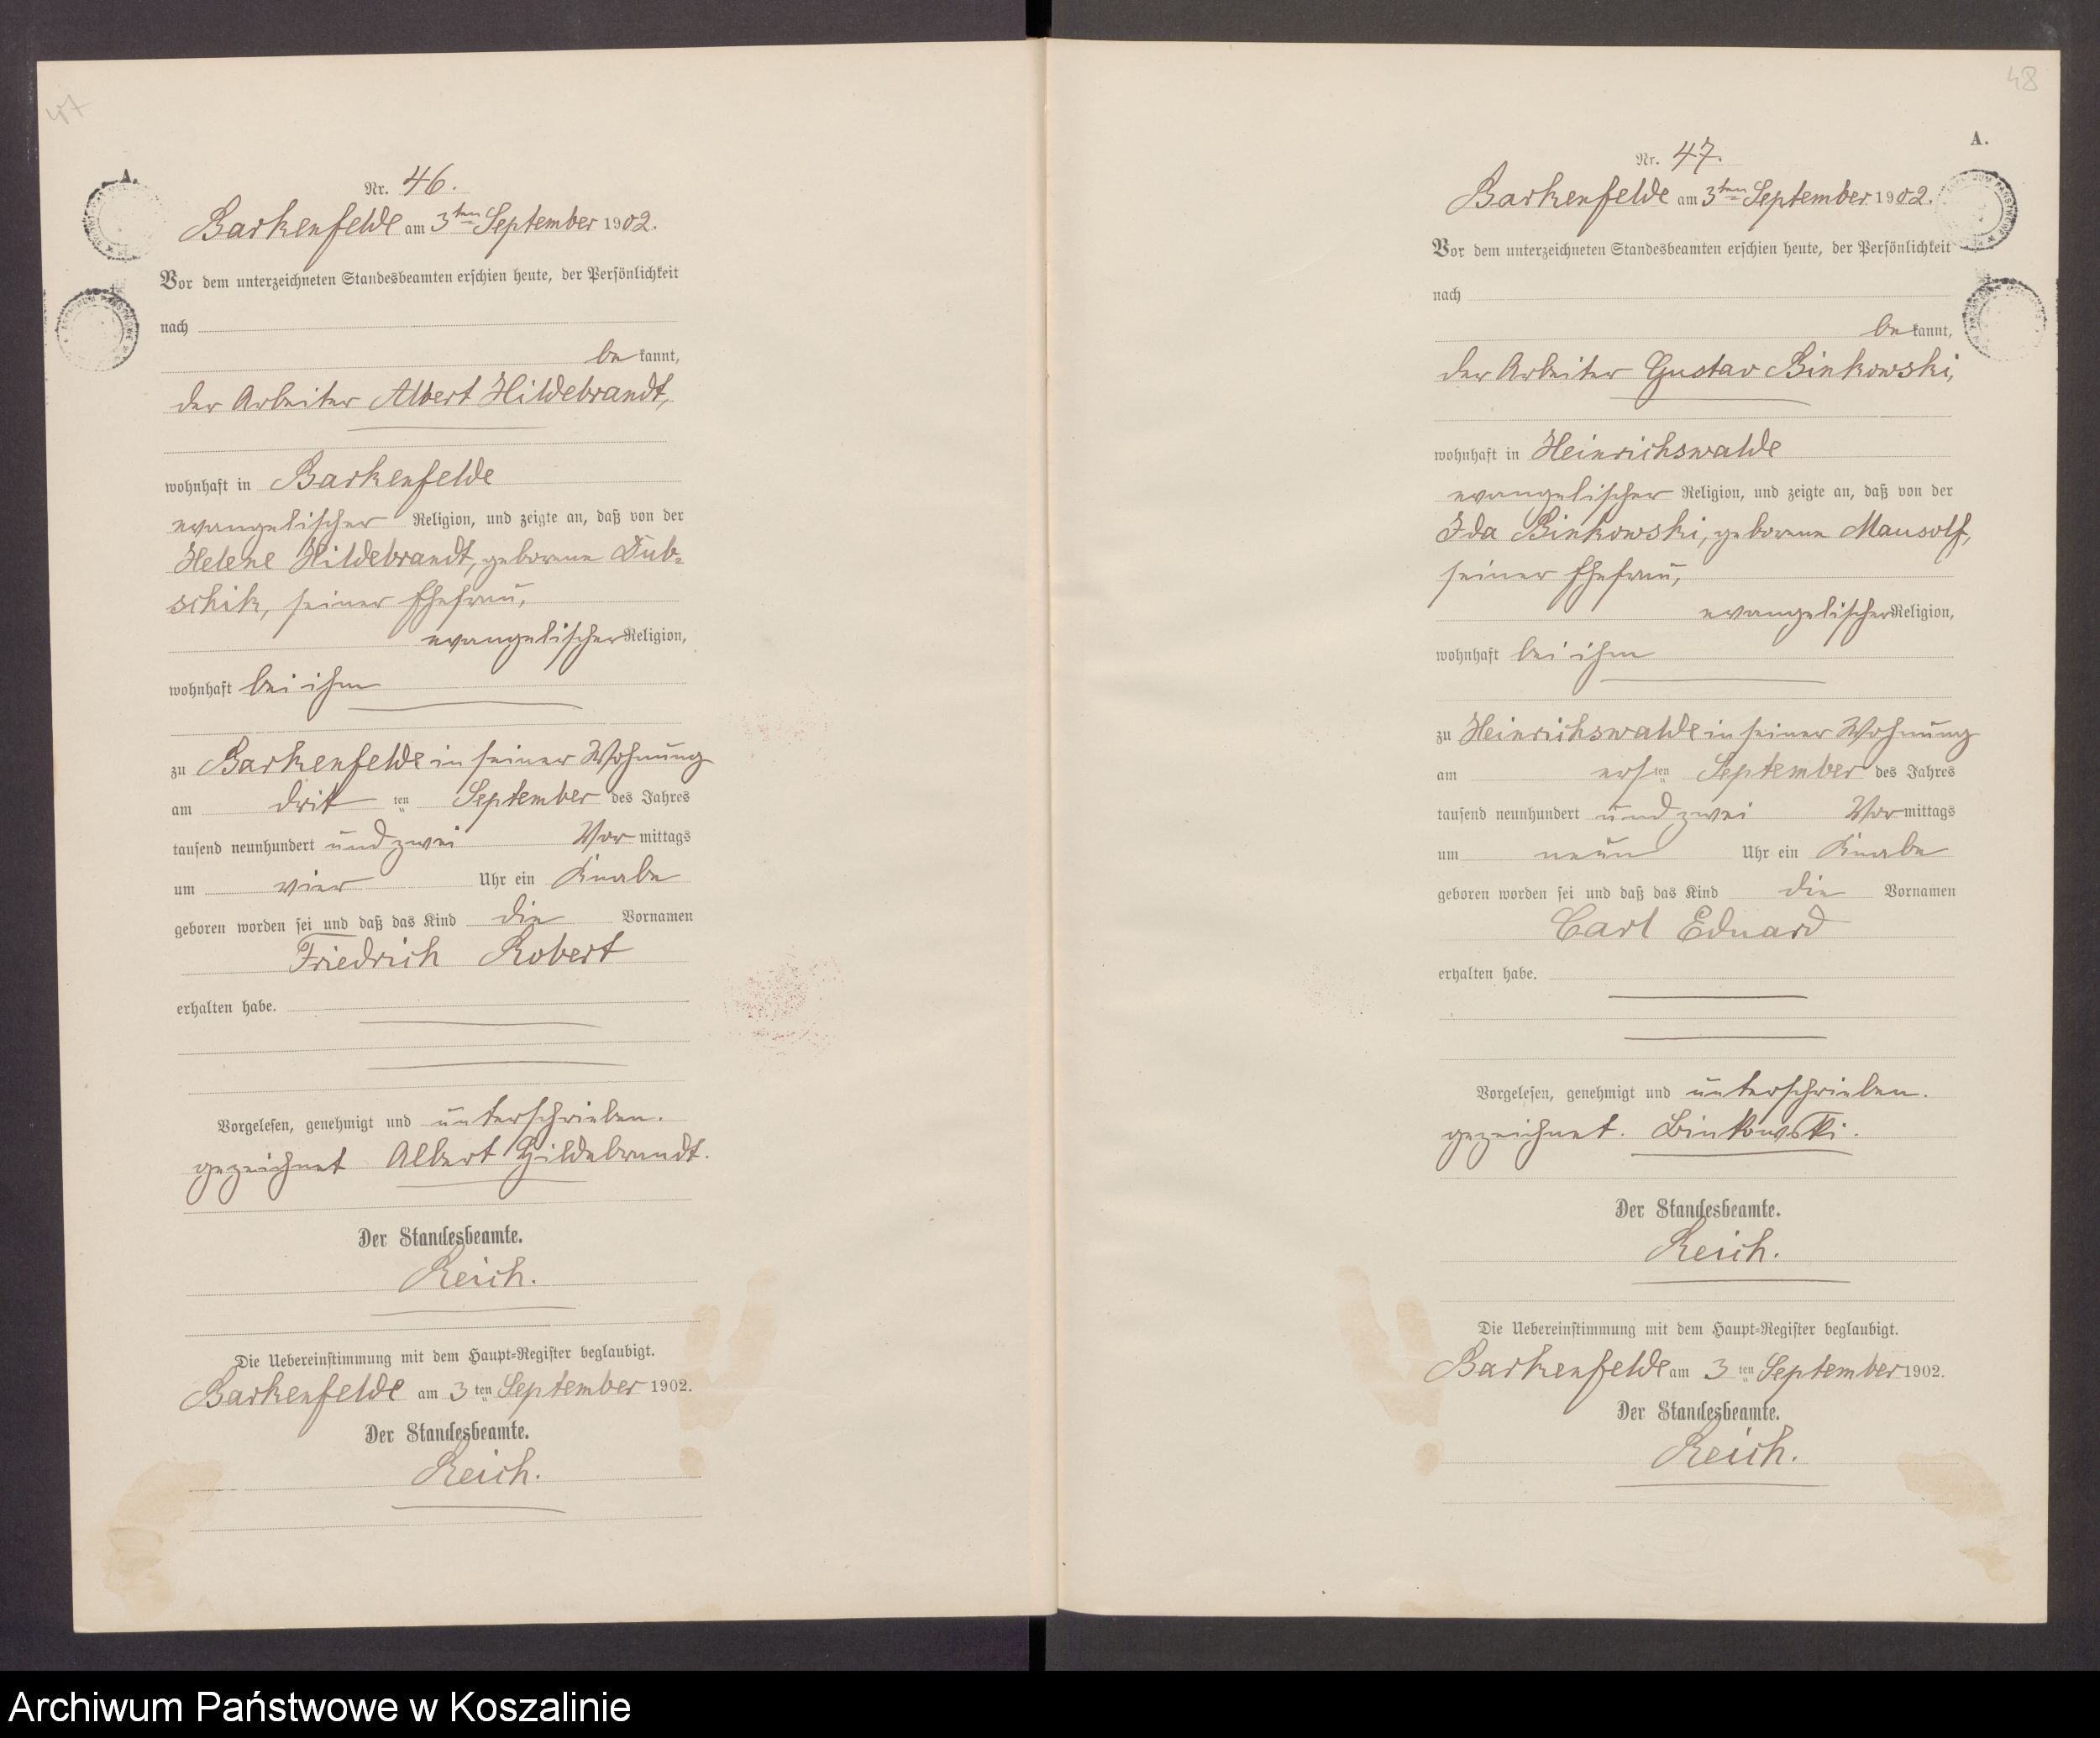 47
A.
Nr. 46.
Barkenfelde am 3ten September 1902.
Vor dem unterzeichneten Standesbeamten erschien heute, der Persönlichkeit
nach
be kannt,
der Arbeiter Albert Hildebrandt,
wohnhaft in Barkenfelde
evangelischer Religion, und zeigte an, daß von der
Helene Hildebrandt, geborene Dub-
schik, seiner Ehefrau,
evangelischer Religion,
wohnhaft bei ihm
zu Barkenfelde in seiner Wohnung
am dritten September des Jahres
tausend neunhundert und zwei Vor mittags
um vier Uhr ein Knabe
geboren worden sei und daß das Kind die Vornamen
Friedrich Robert
erhalten habe.
Vorgelesen, genehmigt und unterschrieben.
gezeichnet Albert Hildebrandt.
Der Standesbeamte.
Reich.
Die Uebereinstimmung mit dem Haupt-Register beglaubigt.
Barkenfelde am 3ten September 1902.
Der Standesbeamte.
Reich.
48
A.
Nr. 47.
Barkenfelde am 3ten September 1902.
Vor dem unterzeichneten Standesbeamten erschien heute, der Persönlichkeit
nach
be kannt,
der Arbeiter Gustav Binkowski,
wohnhaft in Heinrichswalde
evangelischer Religion, und zeigte an, daß von der
Ida Binkowski, geborene Mausolf,
seiner Ehefrau,
evangelischer Religion,
wohnhaft bei ihm
zu Heinrichswalde in seiner Wohnung
am ersten September des Jahres
tausend neunhundert und zwei Vor mittags
um neun Uhr ein Knabe
geboren worden sei und daß das Kind die Vornamen
Carl Eduard
erhalten habe.
Vorgelesen, genehmigt und unterschrieben.
gezeichnet. Binkowski.
Der Standesbeamte.
Reich.
Die Uebereinstimmung mit dem Haupt-Register beglaubigt.
Barkenfelde am 3ten September 1902.
Der Standesbeamte.
Reich.
Archiwum Państwowe w Koszalinie